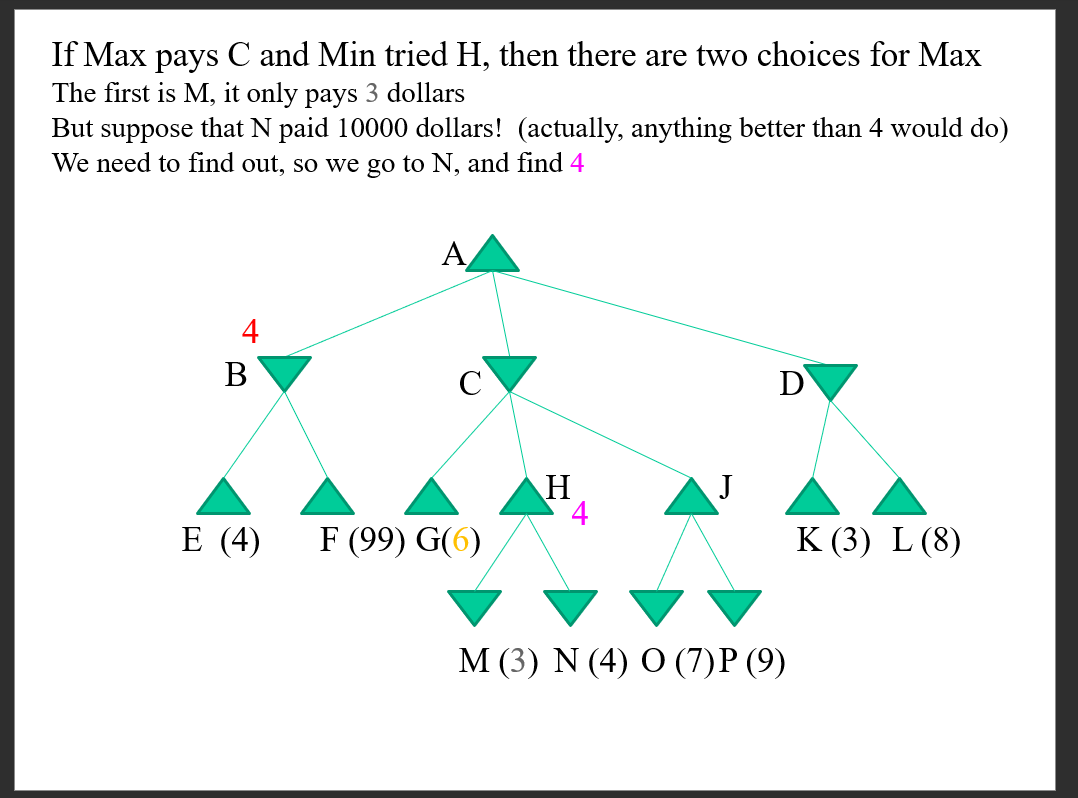 If Max pays C and Min tried H, then there are two choices for Max
The first is M, it only pays 3 dollars
But suppose that N paid 10000 dollars!  (actually, anything better than 4 would do)
We need to find out, so we go to N, and find 4
A
4
B
C
D
H
J
4
E (4)
F (99)
G(6)
K (3)
L (8)
M (3)
N (4)
O (7)
P (9)